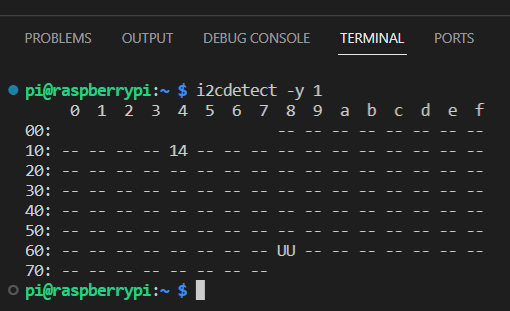 PROBLEMS OUTPUT DEBUG CONSOLE TERMINAL PORTS
pi@raspberrypi:~ $ i2cdetect -y 1
     0  1  2  3  4  5  6  7  8  9  a  b  c  d  e  f
00:                         -- -- -- -- -- -- -- --
10: -- -- -- -- 14 -- -- -- -- -- -- -- -- -- -- --
20: -- -- -- -- -- -- -- -- -- -- -- -- -- -- -- --
30: -- -- -- -- -- -- -- -- -- -- -- -- -- -- -- --
40: -- -- -- -- -- -- -- -- -- -- -- -- -- -- -- --
50: -- -- -- -- -- -- -- -- -- -- -- -- -- -- -- --
60: -- -- -- -- -- -- -- -- UU -- -- -- -- -- -- --
70: -- -- -- -- -- -- -- --
pi@raspberrypi:~ $